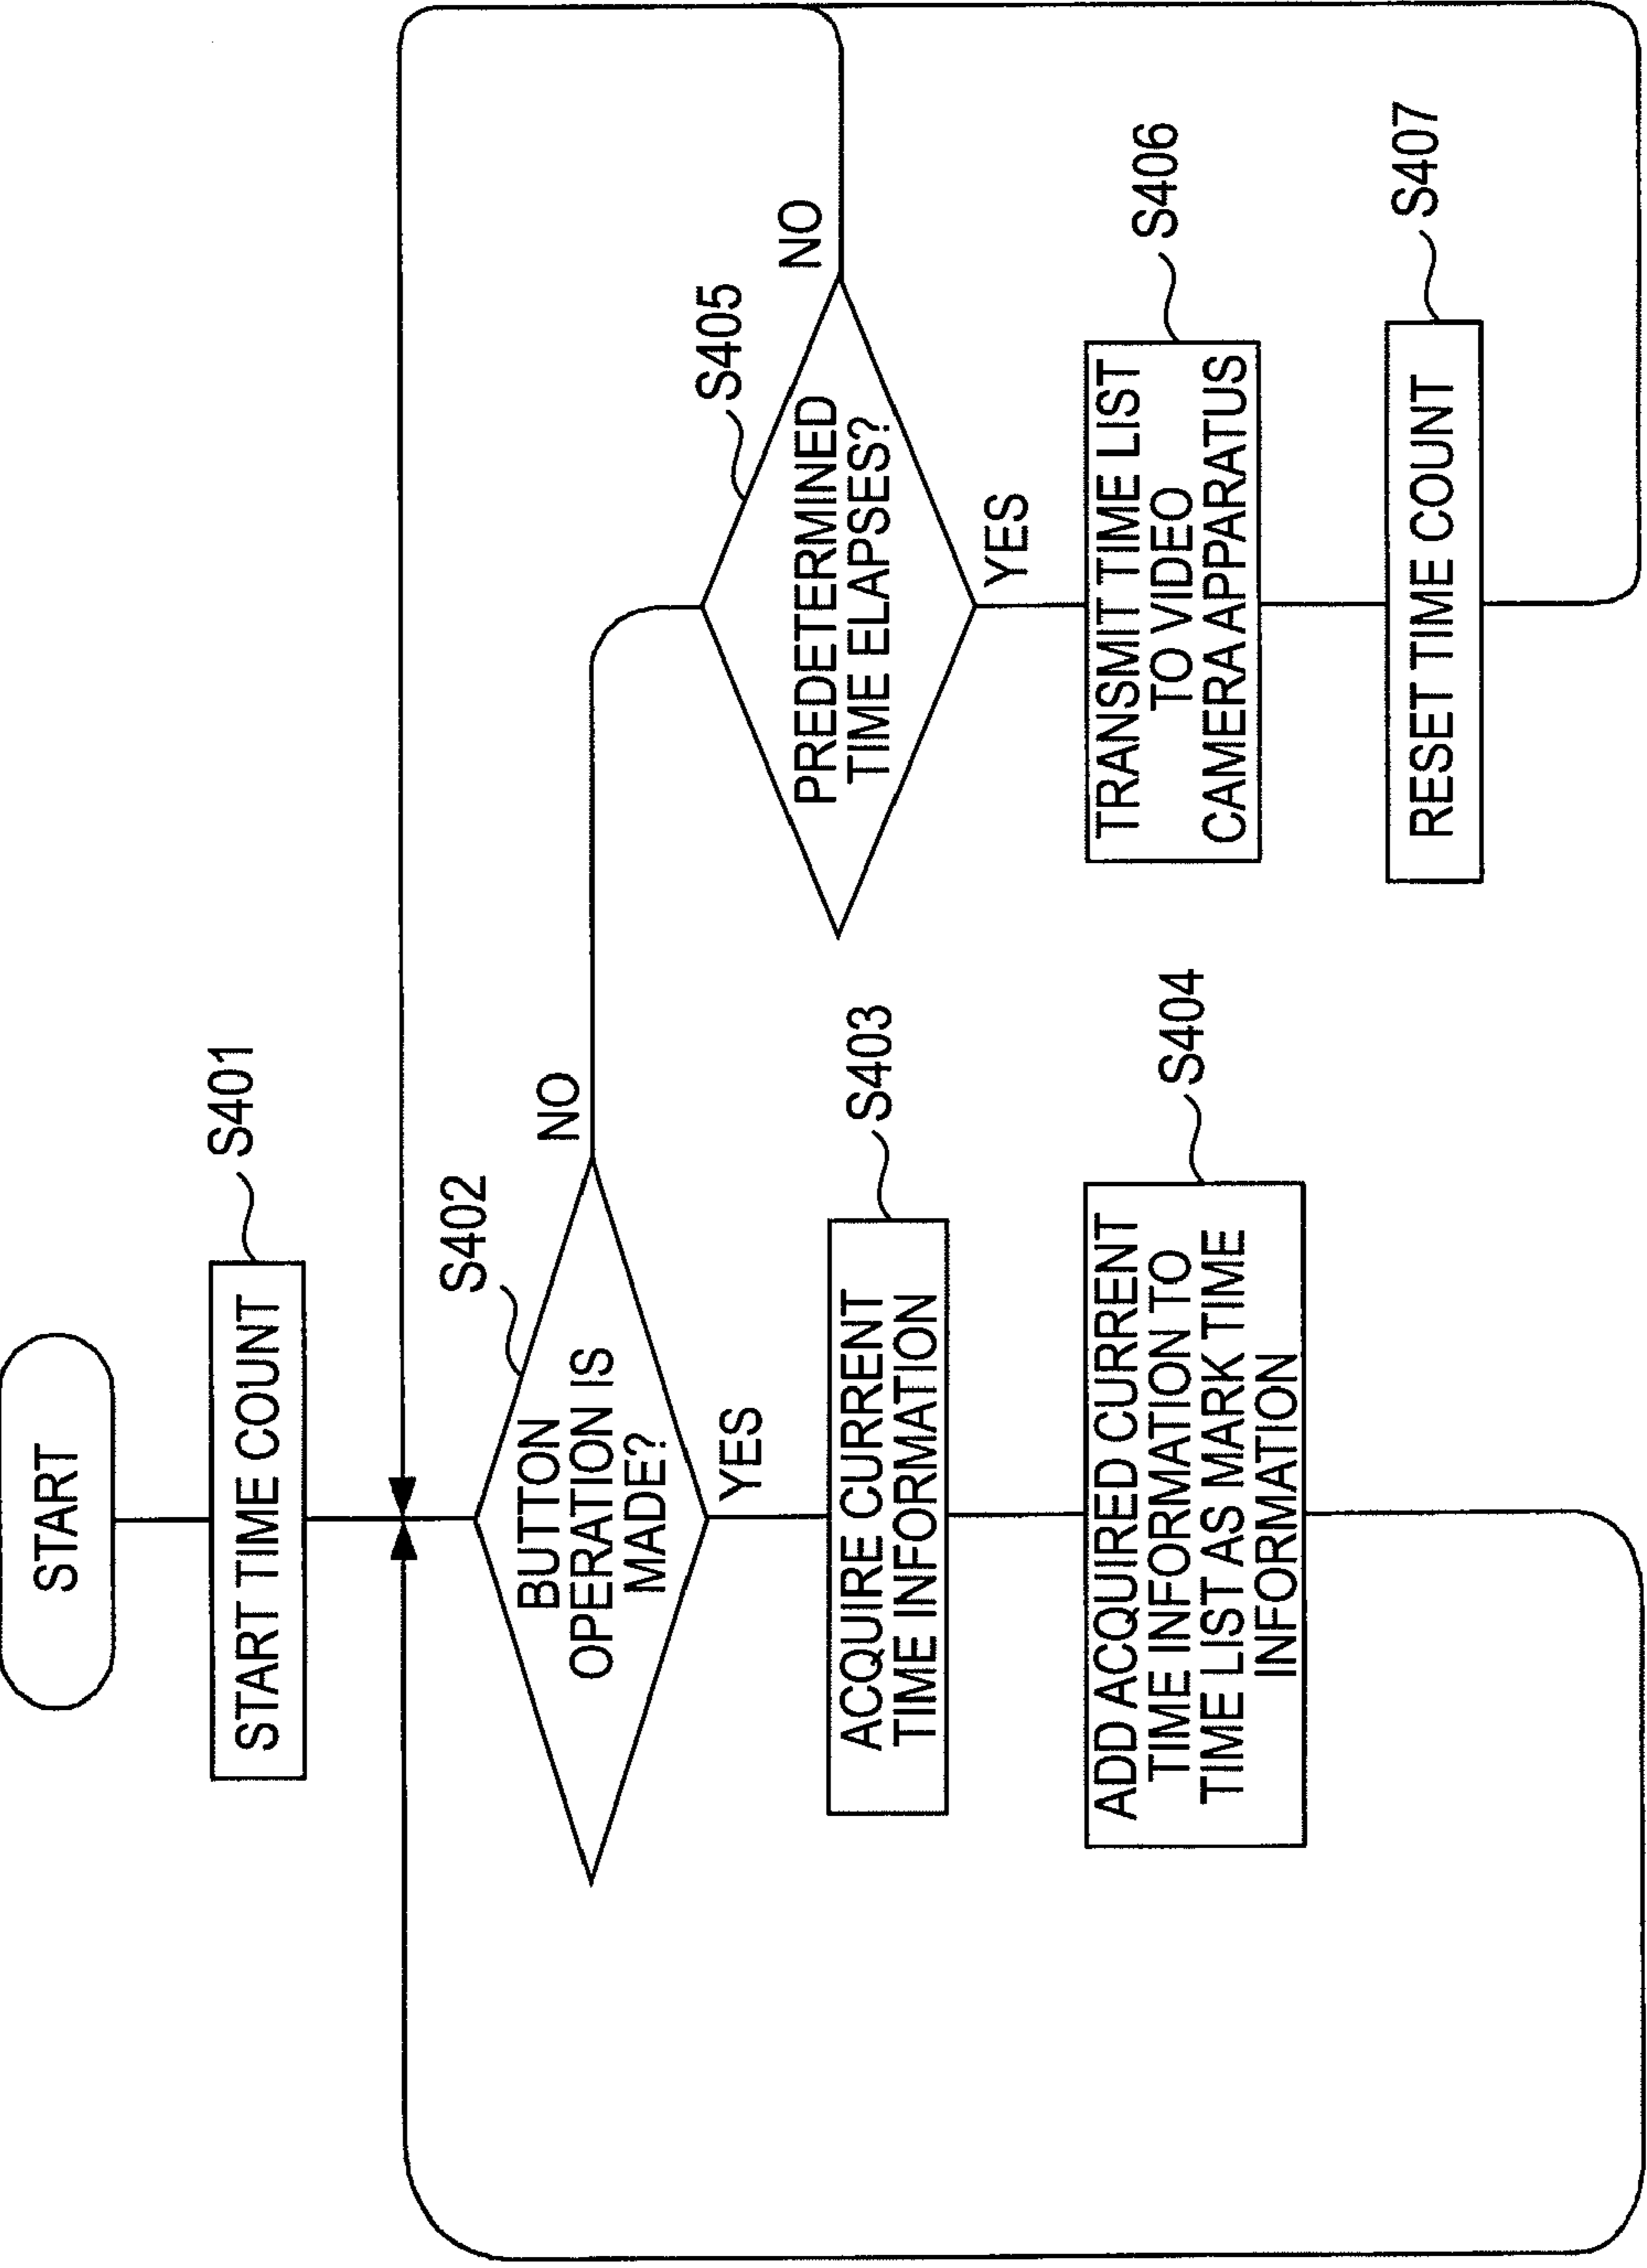 START
S401
START TIME COUNT
S402
BUTTON
OPERATION IS
MADE?
NO
YES
S403
ACQUIRE CURRENT
TIME INFORMATION
S404
ADD ACQUIRED CURRENT
TIME INFORMATION TO
TIME LIST AS MARK TIME
INFORMATION
S405
PREDETERMINED
TIME ELAPSES?
NO
YES
S406
TRANSMIT TIME LIST
TO VIDEO
CAMERA APPARATUS
S407
RESET TIME COUNT